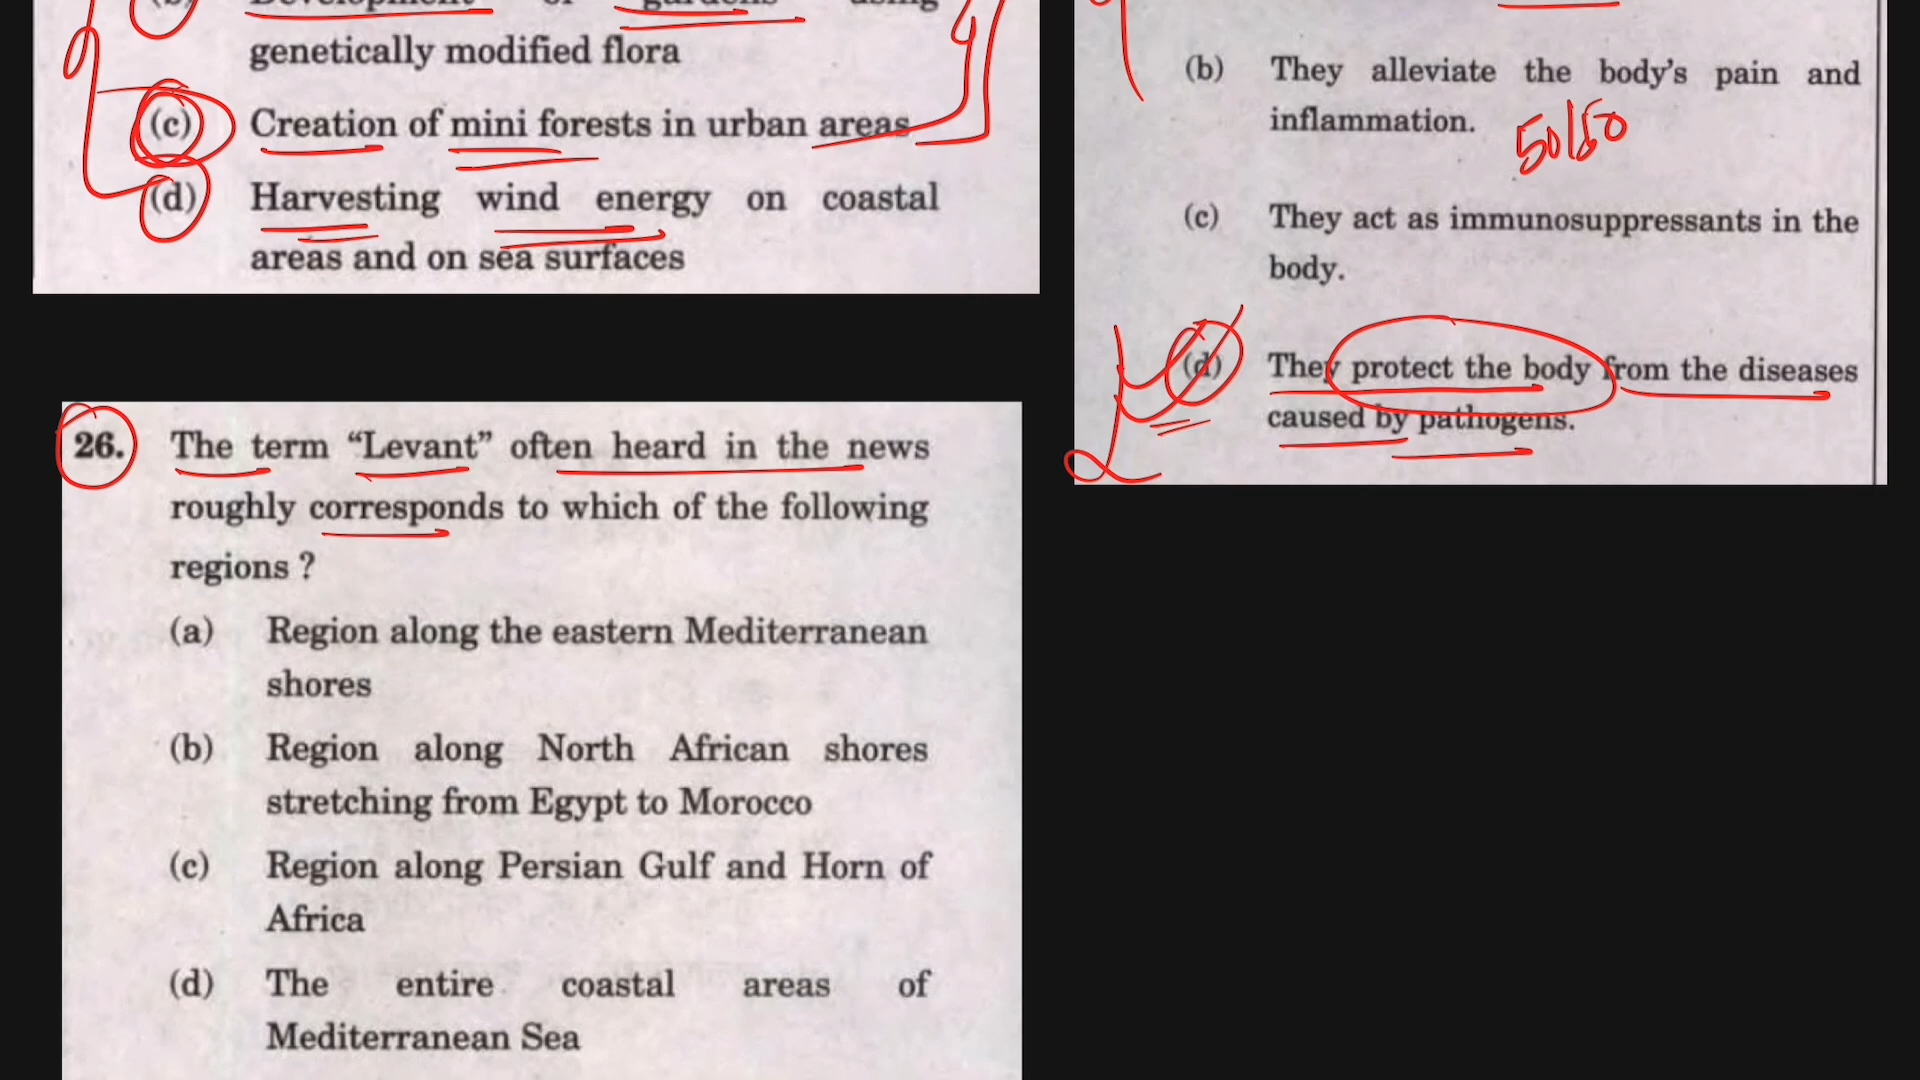 genetically modified flora
(c) Creation of mini forests in urban areas
(d) Harvesting wind energy on coastal
areas and on sea surfaces
26. The term “Levant” often heard in the news
roughly corresponds to which of the following
regions ?
(a) Region along the eastern Mediterranean
shores
(b) Region along North African shores
stretching from Egypt to Morocco
(c) Region along Persian Gulf and Horn of
Africa
(d) The entire coastal areas of
Mediterranean Sea
(b) They alleviate the body’s pain and
inflammation.
50/50
(c) They act as immunosuppressants in the
body.
(d) They protect the body from the diseases
caused by pathogens.